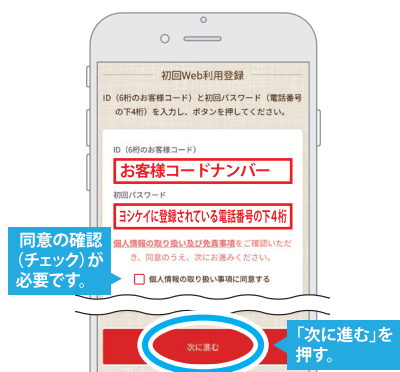 初回Web利用登録
ID（6桁のお客様コード）と初回パスワード（電話番号
の下4桁）を入力し、ボタンを押してください。
ID（6桁のお客様コード）
お客様コードナンバー
初回パスワード
ヨシケイに登録されている電話番号の下4桁
個人情報の取り扱い及び免責事項をご確認いただ
き、同意のうえ、次にお進みください。
同意の確認
（チェック）が
必要です。
個人情報の取り扱い事項に同意する
次に進む
「次に進む」を
押す。